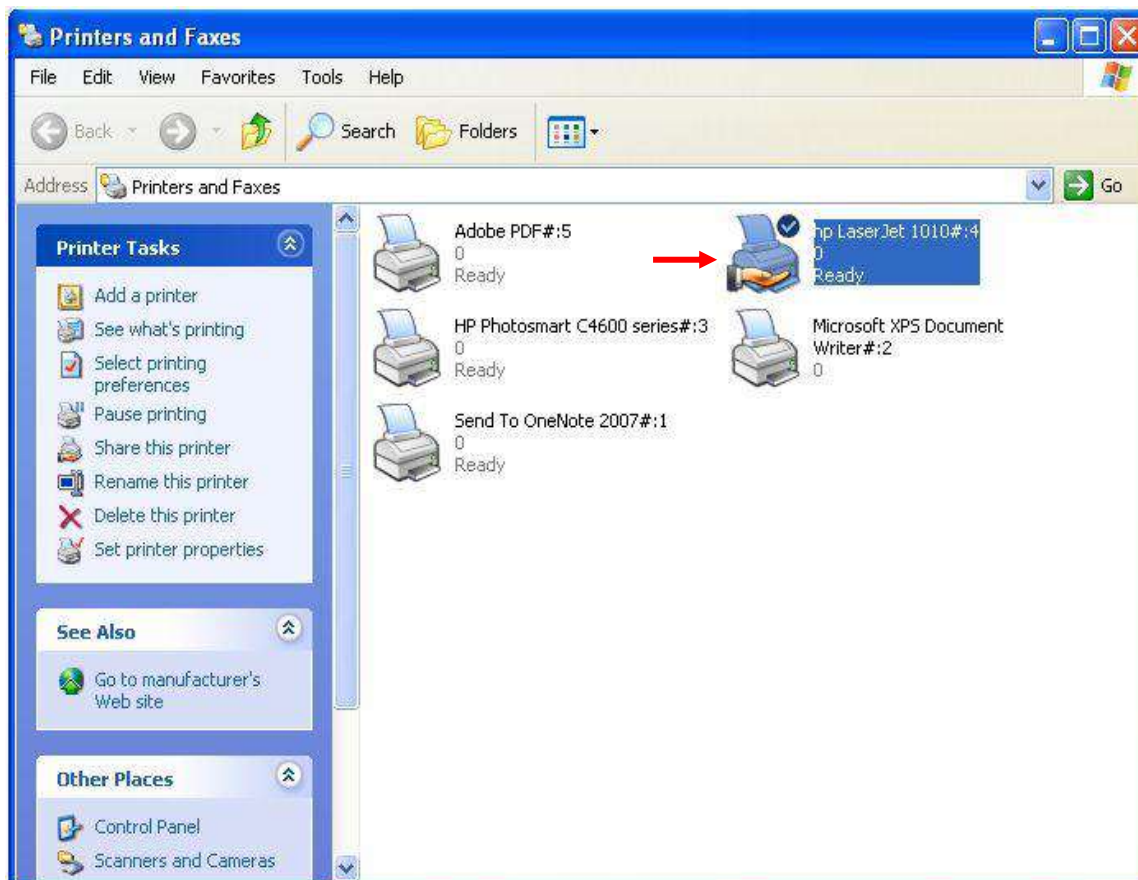 Printers and Faxes
File Edit View Favorites Tools Help
Back Search Folders
Address Printers and Faxes Go
Printer Tasks
Add a printer
See what's printing
Select printing
preferences
Pause printing
Share this printer
Rename this printer
Delete this printer
Set printer properties
See Also
Go to manufacturer's
Web site
Other Places
Control Panel
Scanners and Cameras
Adobe PDF#:5
0
Ready
hp LaserJet 1010#:4
0
Ready
HP Photosmart C4600 series#:3
0
Ready
Microsoft XPS Document
Writer#:2
0
Send To OneNote 2007#:1
0
Ready